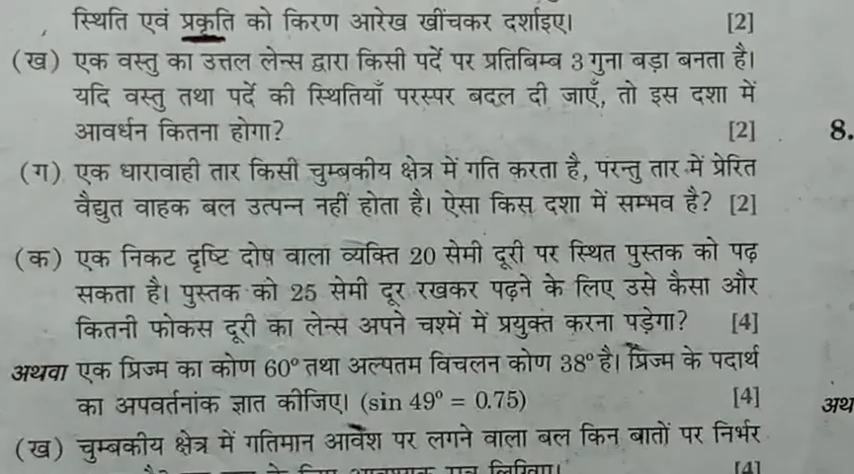 स्थिति एवं प्रकृति को किरण आरेख खींचकर दर्शाइए। [2]
(ख) एक वस्तु का उत्तल लेन्स द्वारा किसी पर्दे पर प्रतिबिम्ब 3 गुना बड़ा बनता है।
यदि वस्तु तथा पर्दे की स्थितियाँ परस्पर बदल दी जाएँ, तो इस दशा में
आवर्धन कितना होगा? [2]
8.
(ग) एक धारावाही तार किसी चुम्बकीय क्षेत्र में गति करता है, परन्तु तार में प्रेरित
वैद्युत वाहक बल उत्पन्न नहीं होता है। ऐसा किस दशा में सम्भव है? [2]
(क) एक निकट दृष्टि दोष वाला व्यक्ति 20 सेमी दूरी पर स्थित पुस्तक को पढ़
सकता है। पुस्तक को 25 सेमी दूर रखकर पढ़ने के लिए उसे कैसा और
कितनी फोकस दूरी का लेन्स अपने चश्में में प्रयुक्त करना पड़ेगा? [4]
अथवा एक प्रिज्म का कोण 60° तथा अल्पतम विचलन कोण 38° है। प्रिज्म के पदार्थ
का अपवर्तनांक ज्ञात कीजिए। (sin 49° = 0.75) [4]
अथ
(ख) चुम्बकीय क्षेत्र में गतिमान आवेश पर लगने वाला बल किन बातों पर निर्भर
[4]